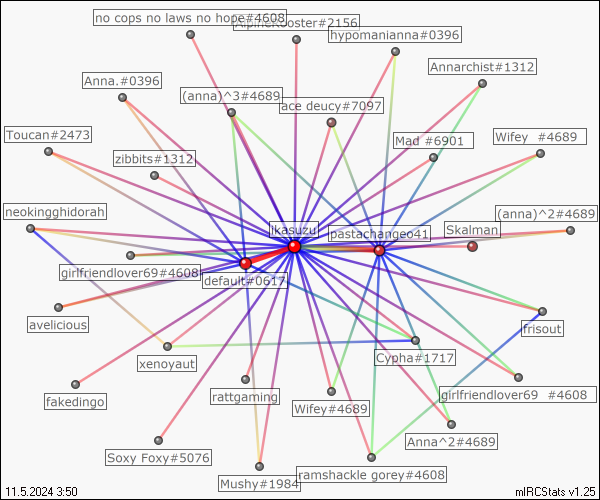 no cops no laws no hope#4608
AlpineRooster#2156
hypomanianna#0396
Annarchist#1312
Anna.#0396
(anna)^3#4689
ace deucy#7097
Toucan#2473
Mad #6901
Wifey #4689
zibbits#1312
neokingghidorah
(anna)^2#4689
ikasuzu
pastachangeo41
Skalman
girlfriendlover69#4608
default#0617
avelicious
frisout
xenoyaut
Cypha#1717
fakedingo
rattgaming
Wifey#4689
girlfriendlover69 #4608
Anna^2#4689
Soxy Foxy#5076
ramshackle gorey#4608
Mushy#1984
11.5.2024 3:50
mIRCStats v1.25